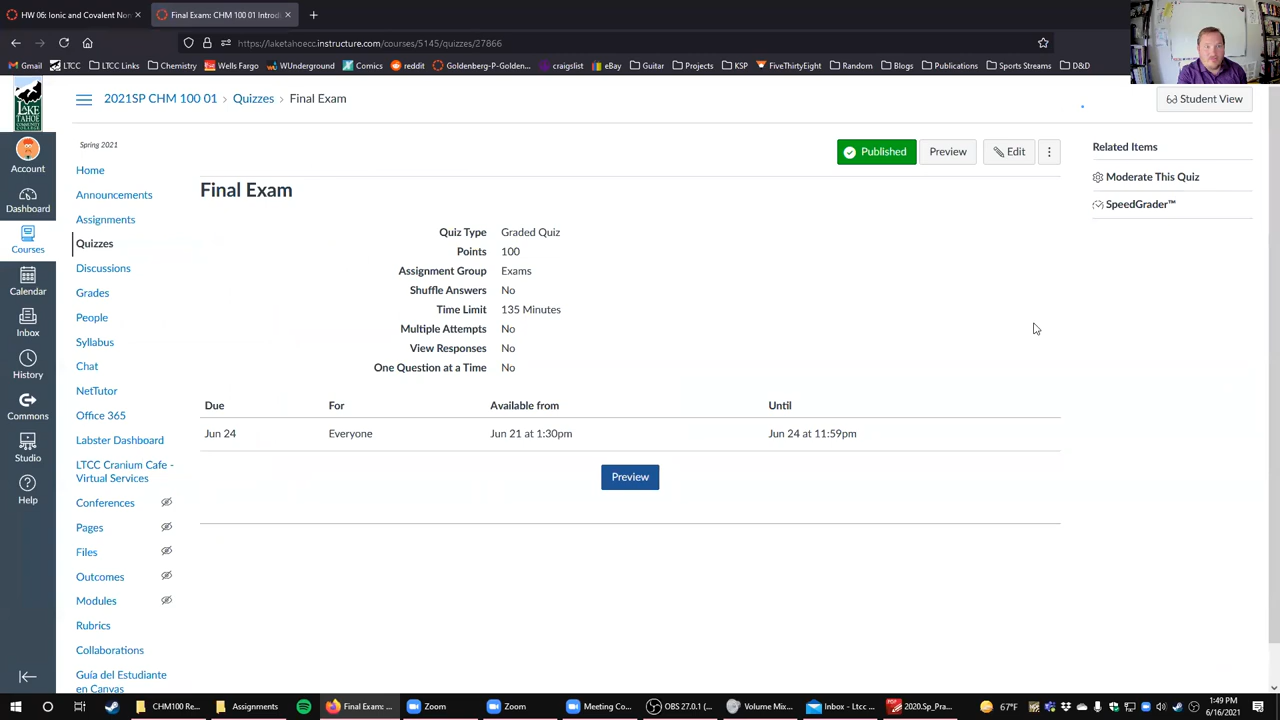 HW 06: Ionic and Covalent Nom
Final Exam: CHM 100 01 Introdu
https://laketahoecc.instructure.com/courses/5145/quizzes/27866
Gmail
LTCC
LTCC Links
Chemistry
Wells Fargo
WUnderground
Comics
reddit
Goldenberg-P-Golden...
craigslist
eBay
Guitar
Projects
KSP
FiveThirtyEight
Random
Blogs
Publications
Sports Streams
D&D
LAKE
TAHOE
2021SP CHM 100 01 › Quizzes › Final Exam
Student View
Account
Dashboard
Courses
Calendar
Inbox
History
Commons
Studio
Help
Spring 2021
Home
Announcements
Assignments
Quizzes
Discussions
Grades
People
Syllabus
Chat
NetTutor
Office 365
Labster Dashboard
LTCC Cranium Cafe -
Virtual Services
Conferences
Pages
Files
Outcomes
Modules
Rubrics
Collaborations
Guía del Estudiante
en Canvas
Published
Preview
Edit
Final Exam
Quiz Type Graded Quiz
Points 100
Assignment Group Exams
Shuffle Answers No
Time Limit 135 Minutes
Multiple Attempts No
View Responses No
One Question at a Time No
Due For Available from Until
Jun 24 Everyone Jun 21 at 1:30pm Jun 24 at 11:59pm
Preview
Related Items
Moderate This Quiz
SpeedGrader™
CHM100 Re...
Assignments
Final Exam: ...
Zoom
Zoom
Meeting Co...
OBS 27.0.1 (...
Volume Mix...
Inbox - Ltcc ...
2020.Sp_Pra...
67°F
1:49 PM
6/16/2021